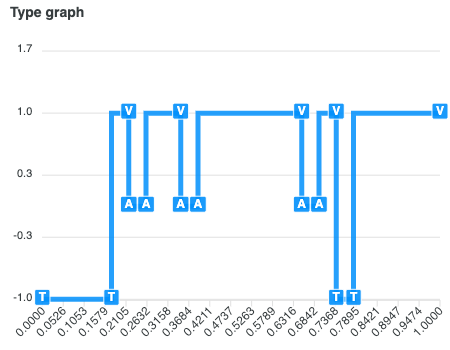 Type graph
1.7
1.0
0.3
-0.3
-1.0
V V V V V
A A A A A A
T T T T
0.0000 0.0526 0.1053 0.1579 0.2105 0.2632 0.3158 0.3684 0.4211 0.4737 0.5263 0.5789 0.6316 0.6842 0.7368 0.7895 0.8421 0.8947 0.9474 1.0000